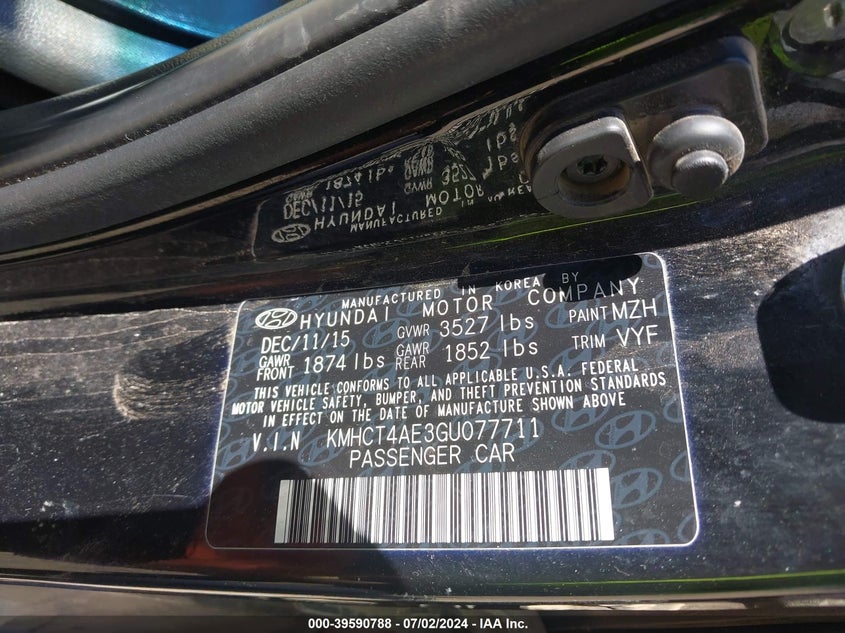 MANUFACTURED IN KOREA BY
HYUNDAI MOTOR COMPANY
DEC/11/15 GVWR 3527 lbs PAINT MZH
GAWR FRONT 1874 lbs GAWR REAR 1852 lbs TRIM VYF
THIS VEHICLE CONFORMS TO ALL APPLICABLE U.S.A. FEDERAL
MOTOR VEHICLE SAFETY, BUMPER, AND THEFT PREVENTION STANDARDS
IN EFFECT ON THE DATE OF MANUFACTURE SHOWN ABOVE
V.I.N KMHCT4AE3GU077711
PASSENGER CAR
000-39590788 - 07/02/2024 - IAA, Inc.